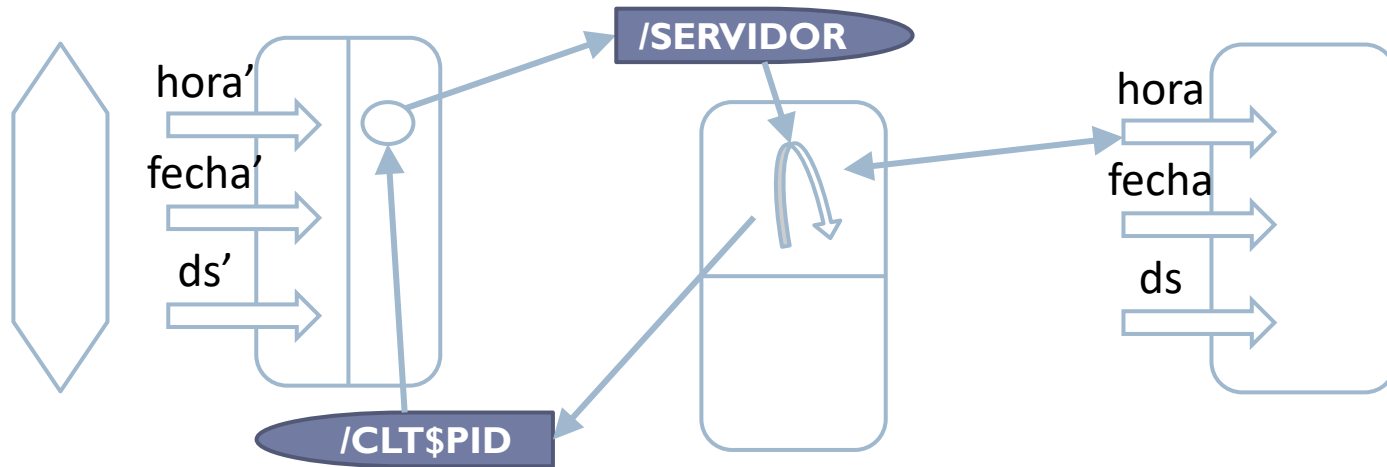 /SERVIDOR
hora’
fecha’
ds’
hora
fecha
ds
/CLT$PID